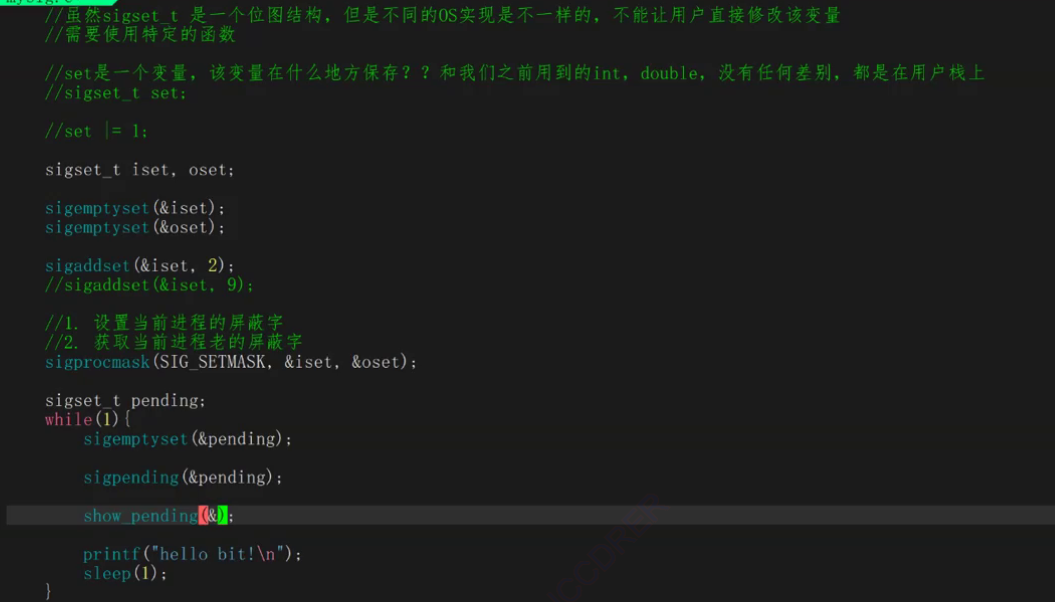 //虽然sigset_t 是一个位图结构，但是不同的OS实现是不一样的，不能让用户直接修改该变量
//需要使用特定的函数
//set是一个变量，该变量在什么地方保存？？和我们之前用到的int，double，没有任何差别，都是在用户栈上
//sigset_t set;
//set |= 1;
sigset_t iset, oset;
sigemptyset(&iset);
sigemptyset(&oset);
sigaddset(&iset, 2);
//sigaddset(&iset, 9);
//1. 设置当前进程的屏蔽字
//2. 获取当前进程老的屏蔽字
sigprocmask(SIG_SETMASK, &iset, &oset);
sigset_t pending;
while(1){
sigemptyset(&pending);
sigpending(&pending);
show_pending(&);
printf("hello bit!\n");
sleep(1);
}